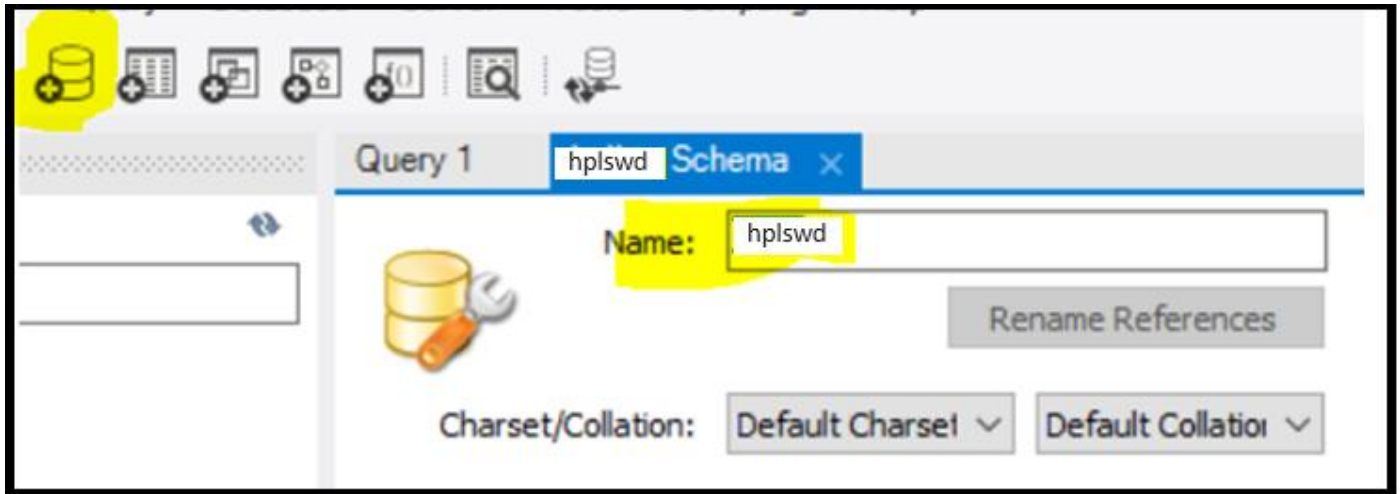 Query 1
hplswd Schema
Name: hplswd
Rename References
Charset/Collation: Default Charset Default Collation